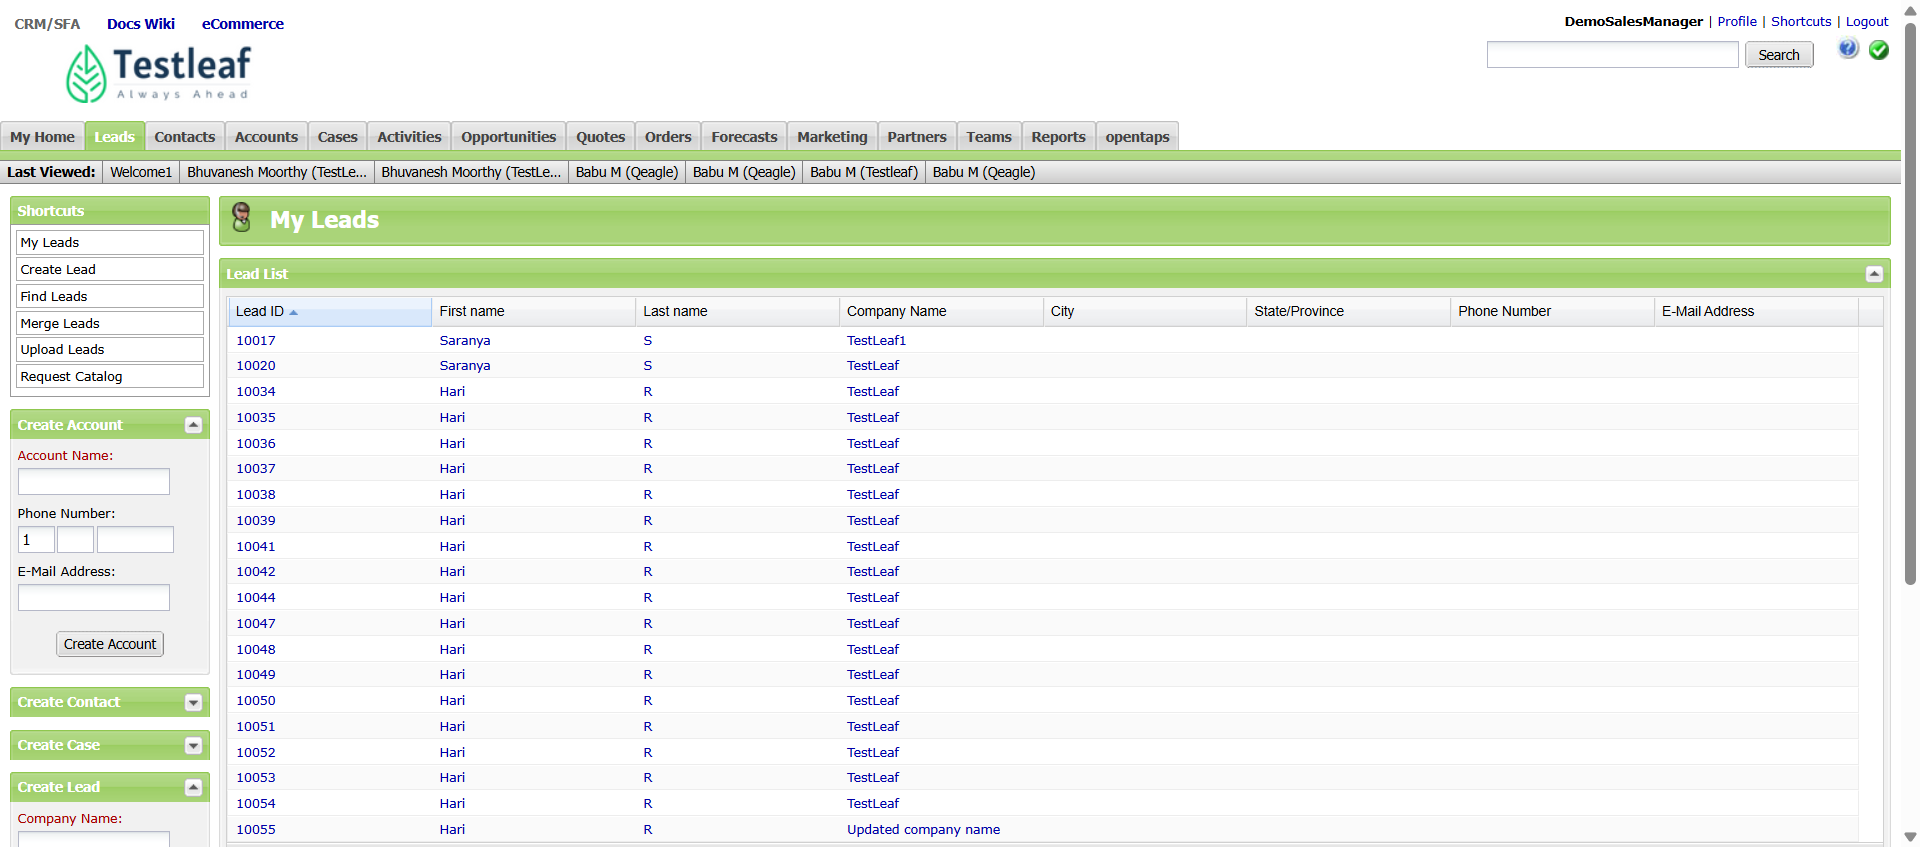 CRM/SFA Docs Wiki eCommerce
DemoSalesManager | Profile | Shortcuts | Logout
Testleaf
Always Ahead
Search
My Home Leads Contacts Accounts Cases Activities Opportunities Quotes Orders Forecasts Marketing Partners Teams Reports opentaps
Last Viewed: Welcome1 Bhuvanesh Moorthy (TestLe... Bhuvanesh Moorthy (TestLe... Babu M (Qeagle) Babu M (Qeagle) Babu M (Testleaf) Babu M (Qeagle)
Shortcuts
My Leads
Create Lead
Find Leads
Merge Leads
Upload Leads
Request Catalog
Create Account
Account Name:
Phone Number:
1
E-Mail Address:
Create Account
Create Contact
Create Case
Create Lead
Company Name:
My Leads
Lead List
Lead ID First name Last name Company Name City State/Province Phone Number E-Mail Address
10017 Saranya S TestLeaf1
10020 Saranya S TestLeaf
10034 Hari R TestLeaf
10035 Hari R TestLeaf
10036 Hari R TestLeaf
10037 Hari R TestLeaf
10038 Hari R TestLeaf
10039 Hari R TestLeaf
10041 Hari R TestLeaf
10042 Hari R TestLeaf
10044 Hari R TestLeaf
10047 Hari R TestLeaf
10048 Hari R TestLeaf
10049 Hari R TestLeaf
10050 Hari R TestLeaf
10051 Hari R TestLeaf
10052 Hari R TestLeaf
10053 Hari R TestLeaf
10054 Hari R TestLeaf
10055 Hari R Updated company name